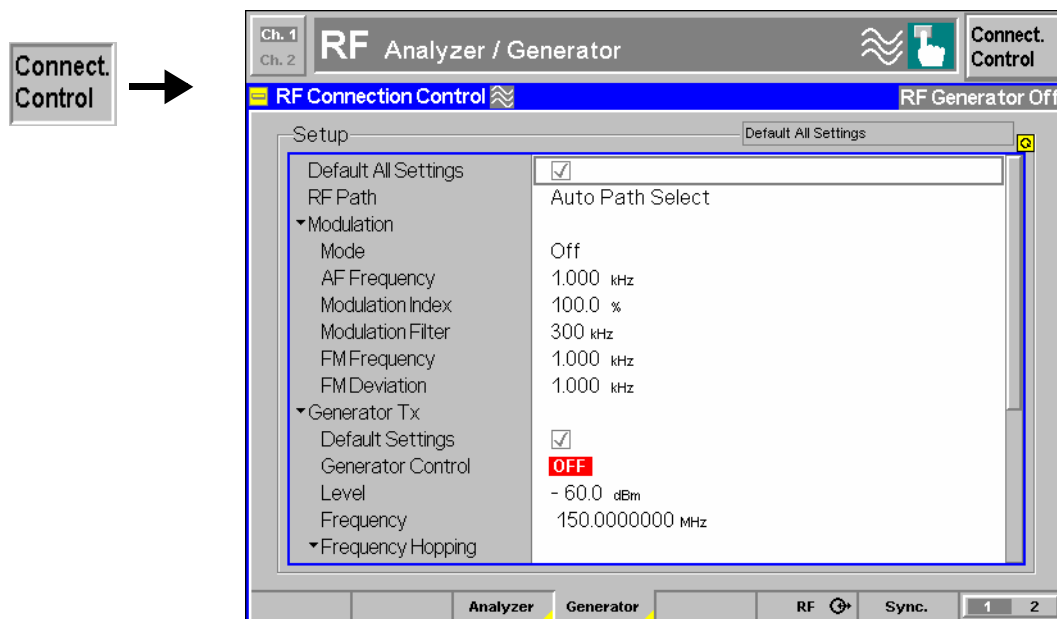 Connect.
Control
Ch. 1
Ch. 2
RF Analyzer / Generator
Connect.
Control
RF Connection Control
RF Generator Off
Setup
Default All Settings
Default All Settings
RF Path Auto Path Select
Modulation
Mode Off
AF Frequency 1.000 kHz
Modulation Index 100.0 %
Modulation Filter 300 kHz
FM Frequency 1.000 kHz
FM Deviation 1.000 kHz
Generator Tx
Default Settings
Generator Control OFF
Level - 60.0 dBm
Frequency 150.0000000 MHz
Frequency Hopping
Analyzer Generator RF Sync. 1 2